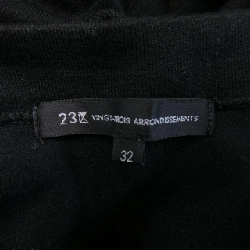 23区 VINGT-TROIS ARRONDISSEMENTS
32